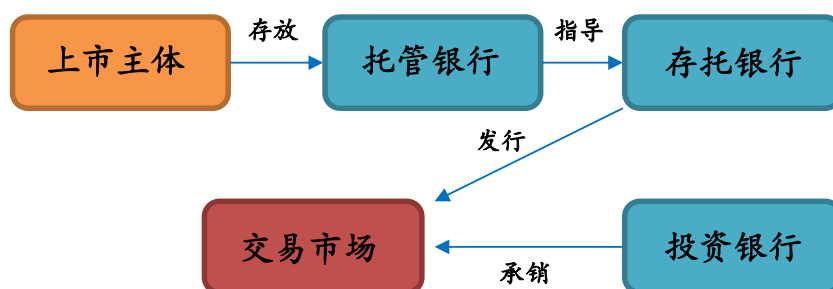 上市主体
存放
托管银行
指导
存托银行
发行
交易市场
承销
投资银行